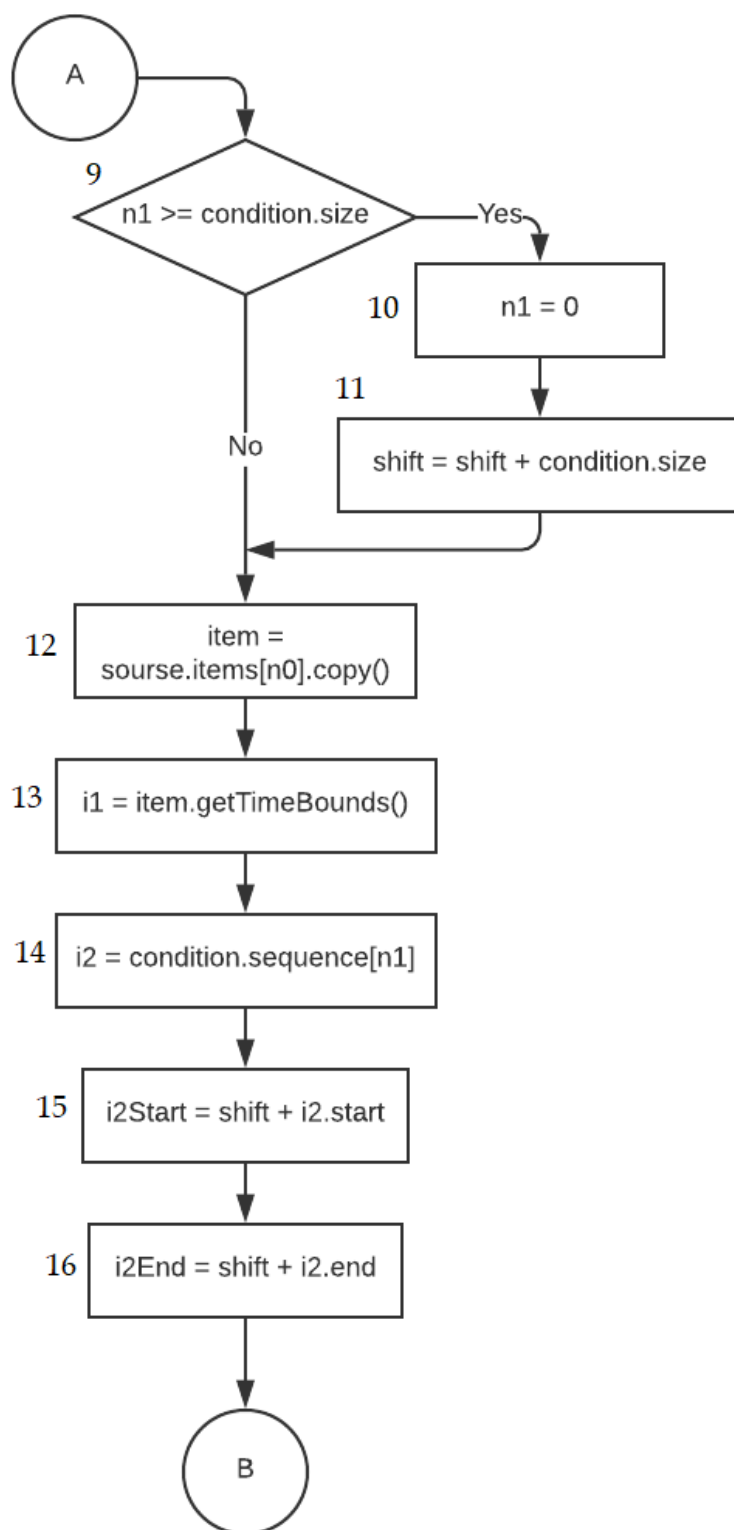 A
9
n1 >= condition.size
Yes
10
n1 = 0
11
shift = shift + condition.size
No
12
item =
sourse.items[n0].copy()
13
i1 = item.getTimeBounds()
14
i2 = condition.sequence[n1]
15
i2Start = shift + i2.start
16
i2End = shift + i2.end
B